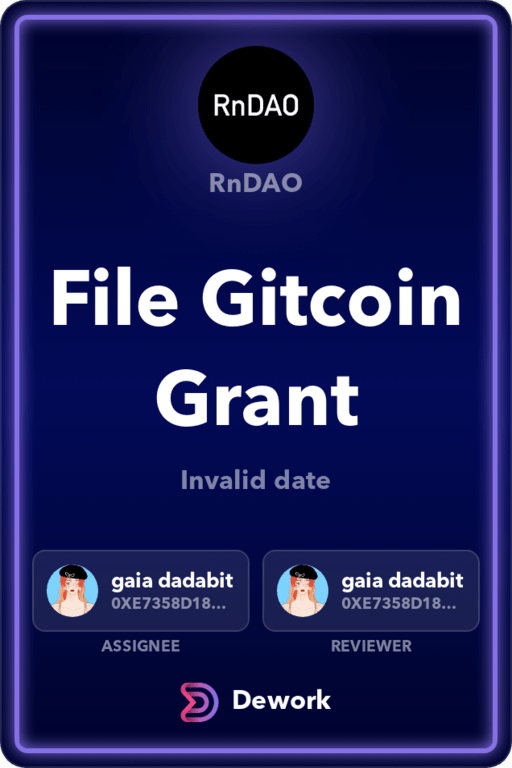 RnDAO
RnDAO
File Gitcoin
Grant
Invalid date
gaia dadabit
0XE7358D18...
ASSIGNEE
gaia dadabit
0XE7358D18...
REVIEWER
Dework